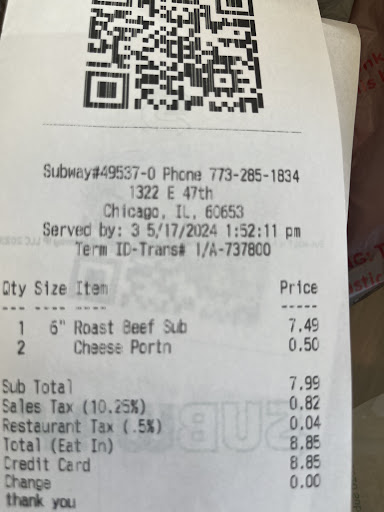 Subway#49537-0 Phone 773-285-1834
1322 E 47th
Chicago, IL, 60653
Served by: 3 5/17/2024 1:52:11 pm
Term ID-Trans# 1/A-737800
Qty Size Item Price
1 6" Roast Beef Sub 7.49
2 Cheese Portn 0.50
Sub Total 7.99
Sales Tax (10.25%) 0.82
Restaurant Tax (.5%) 0.04
Total (Eat In) 8.85
Credit Card 8.85
Change 0.00
thank you